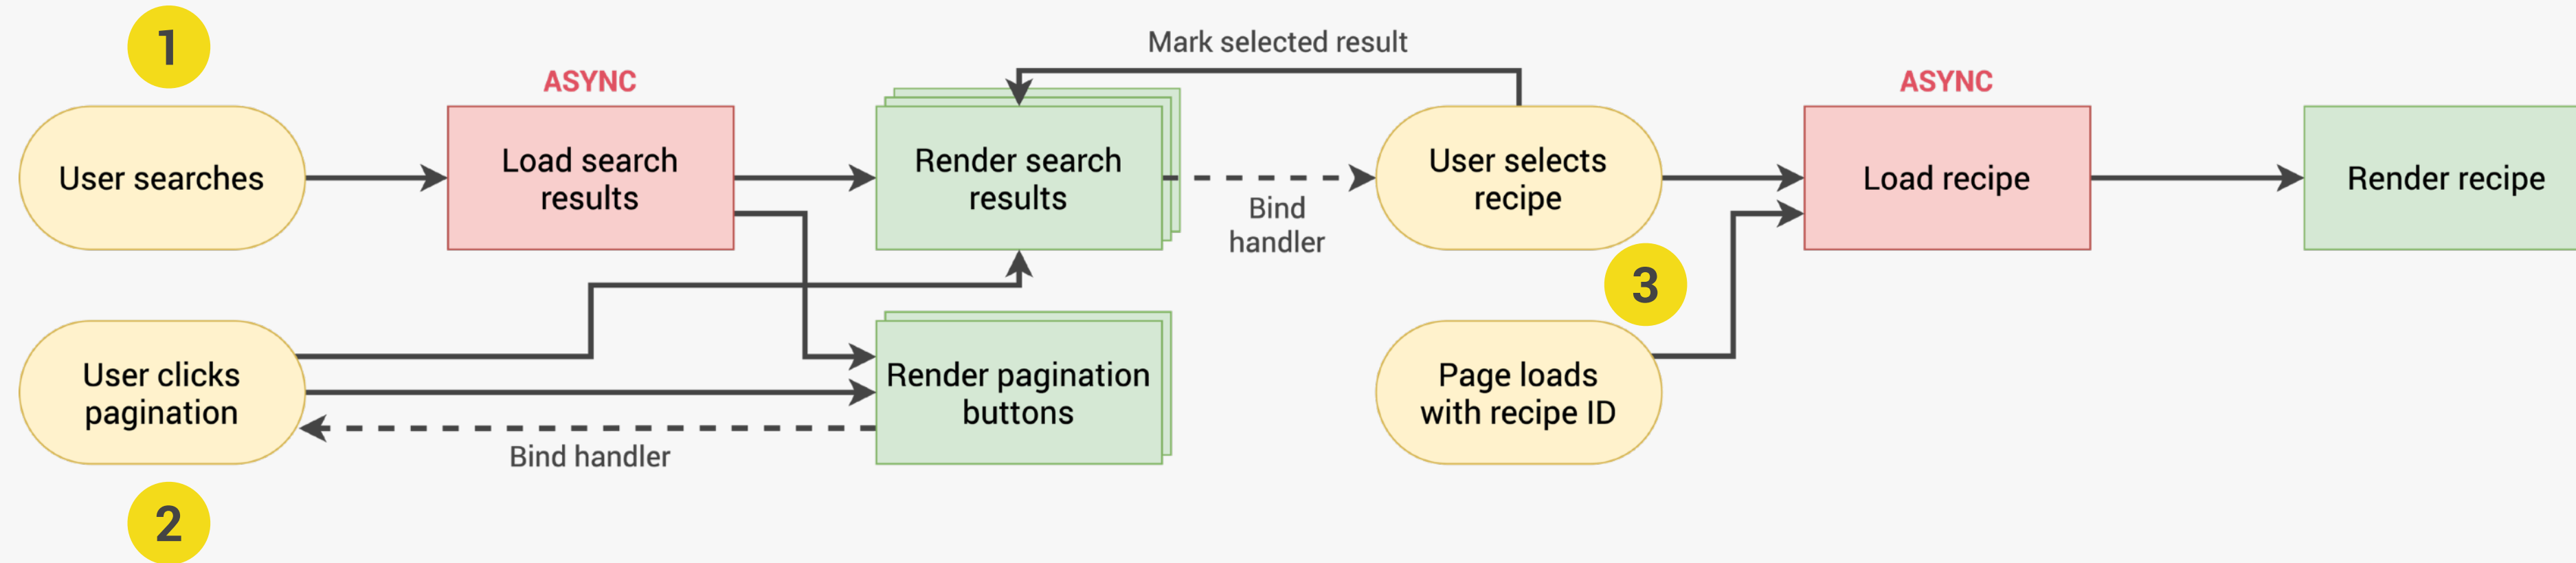 1
Mark selected result
ASYNC
ASYNC
User searches
Load search
results
Render search
results
Bind
handler
User selects
recipe
Load recipe
Render recipe
3
User clicks
pagination
Bind handler
Render pagination
buttons
Page loads
with recipe ID
2